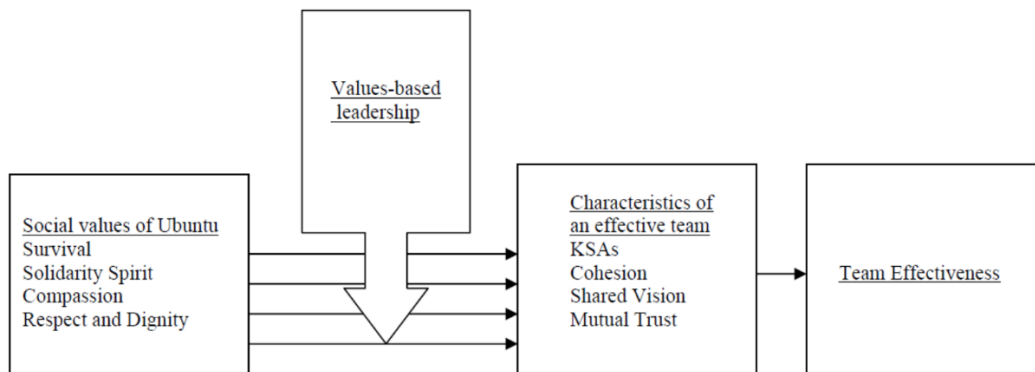 Values-based
leadership
Social values of Ubuntu
Survival
Solidarity Spirit
Compassion
Respect and Dignity
Characteristics of
an effective team
KSAs
Cohesion
Shared Vision
Mutual Trust
Team Effectiveness